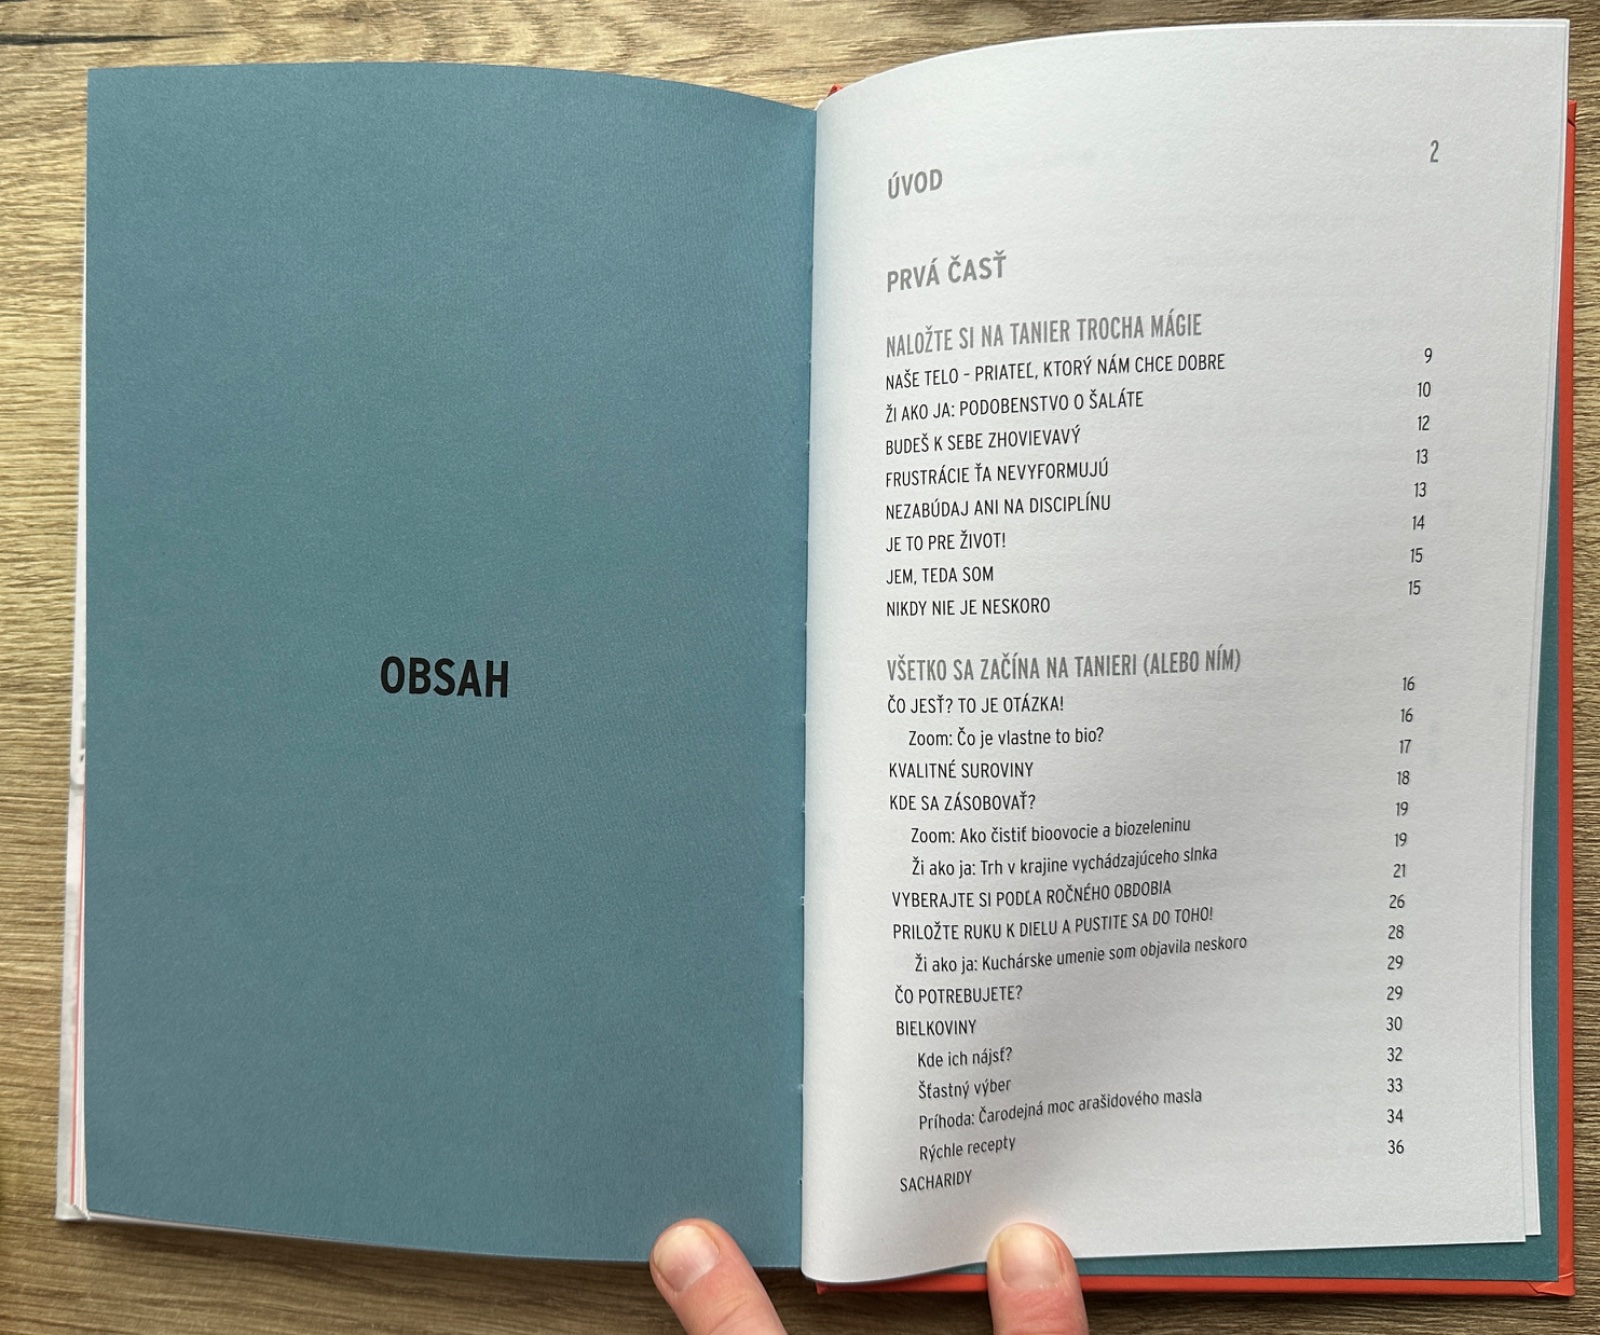 OBSAH
ÚVOD 2
PRVÁ ČASŤ
NALOŽTE SI NA TANIER TROCHA MÁGIE
NAŠE TELO – PRIATEĽ, KTORÝ NÁM CHCE DOBRE 9
ŽI AKO JA: PODOBENSTVO O ŠALÁTE 10
BUDEŠ K SEBE ZHOVIEVAVÝ 12
FRUSTRÁCIE ŤA NEVYFORMUJÚ 13
NEZABÚDAJ ANI NA DISCIPLÍNU 13
JE TO PRE ŽIVOT! 14
JEM, TEDA SOM 15
NIKDY NIE JE NESKORO 15
VŠETKO SA ZAČÍNA NA TANIERI (ALEBO NÍM)
ČO JESŤ? TO JE OTÁZKA! 16
Zoom: Čo je vlastne to bio? 16
KVALITNÉ SUROVINY 17
KDE SA ZÁSOBOVAŤ? 18
Zoom: Ako čistiť bioovocie a biozeleninu 19
Ži ako ja: Trh v krajine vychádzajúceho slnka 19
VYBERAJTE SI PODĽA ROČNÉHO OBDOBIA 21
PRILOŽTE RUKU K DIELU A PUSTITE SA DO TOHO! 26
Ži ako ja: Kuchárske umenie som objavila neskoro 28
ČO POTREBUJETE? 29
BIELKOVINY 29
Kde ich nájsť? 30
Šťastný výber 32
Príhoda: Čarodejná moc arašidového masla 33
Rýchle recepty 34
SACHARIDY 36